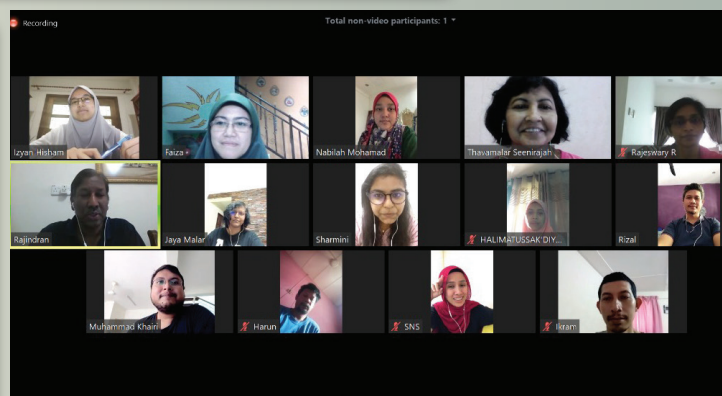 Recording
Total non-video participants: 1
Izyan Hisham
Faiza
Nabilah Mohamad
Thavamalar Seenirajah
Rajeswary R
Rajindran
Jaya Malar
Sharmini
HALIMATUSSAK'DIY...
Rizal
Muhammad Khairi
Harun
SNS
Ikram